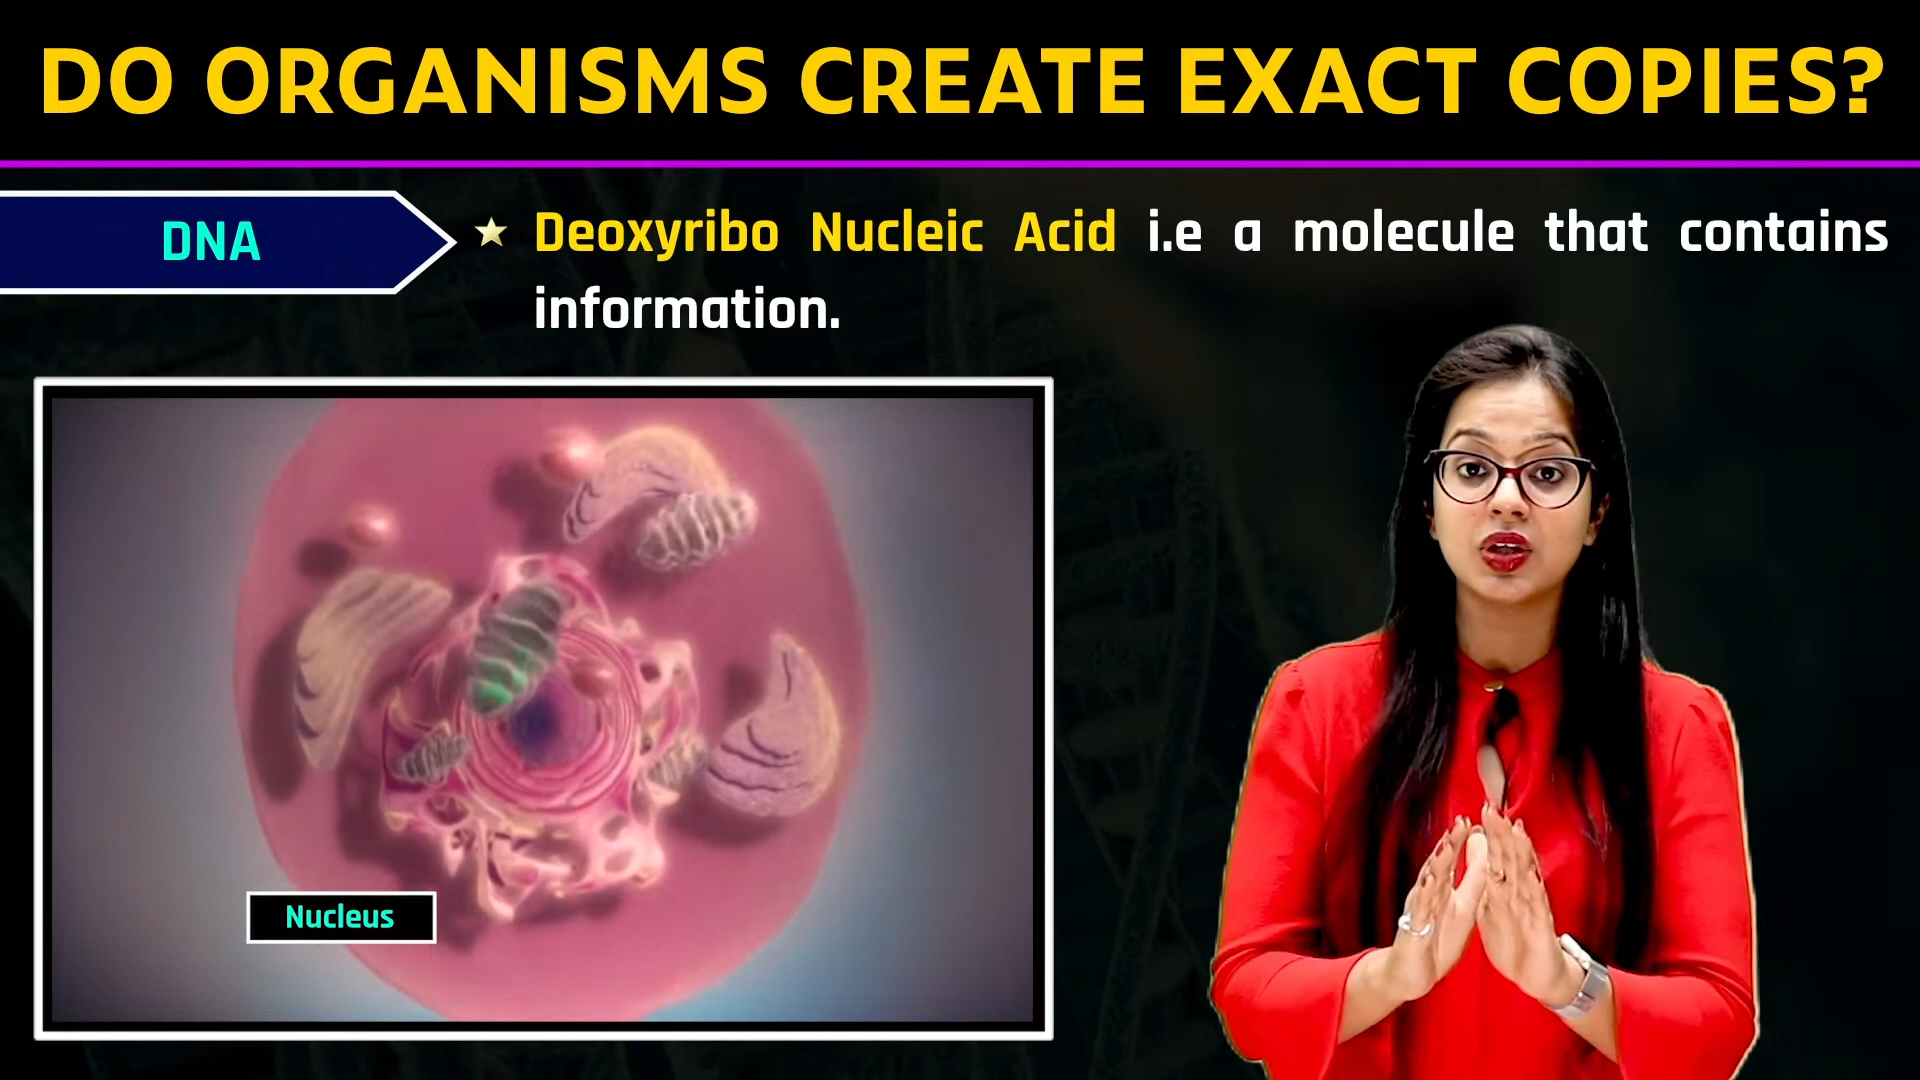 DO ORGANISMS CREATE EXACT COPIES?
DNA
Deoxyribo Nucleic Acid i.e a molecule that contains
information.
Nucleus